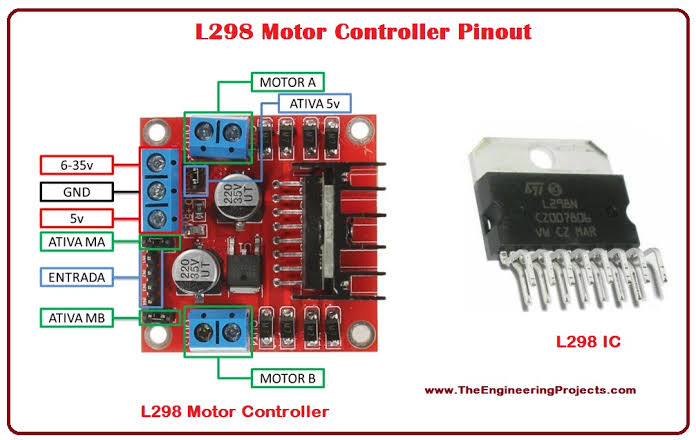 L298 Motor Controller Pinout
MOTOR A
ATIVA 5v
6-35v
GND
5v
ATIVA MA
ENTRADA
ATIVA MB
MOTOR B
220
35V
UT
220
35V
UT
L298N
CZ007806
VW CZ MAR
L298 Motor Controller
L298 IC
www.TheEngineeringProjects.com